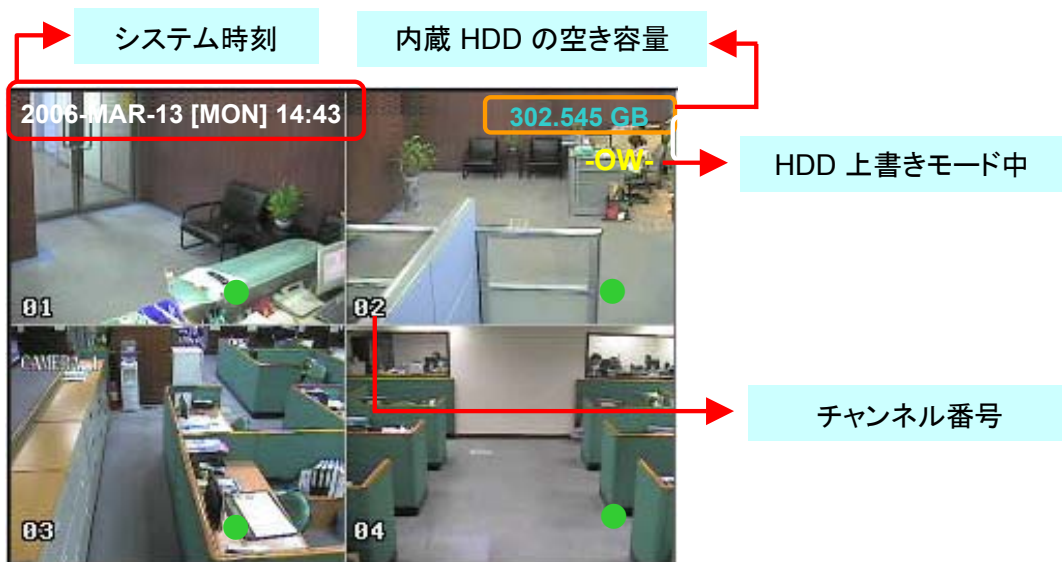 システム時刻
内蔵 HDD の空き容量
2006-MAR-13 [MON] 14:43
302.545 GB
-OW-
HDD 上書きモード中
01
02
CAMERA 1
チャンネル番号
03
04